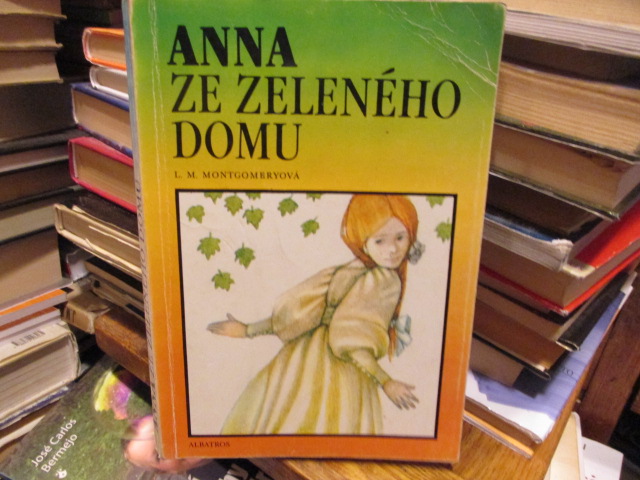 ANNA
ZE ZELENÉHO
DOMU
L. M. MONTGOMERYOVÁ
ALBATROS
José Carlos
Bermejo